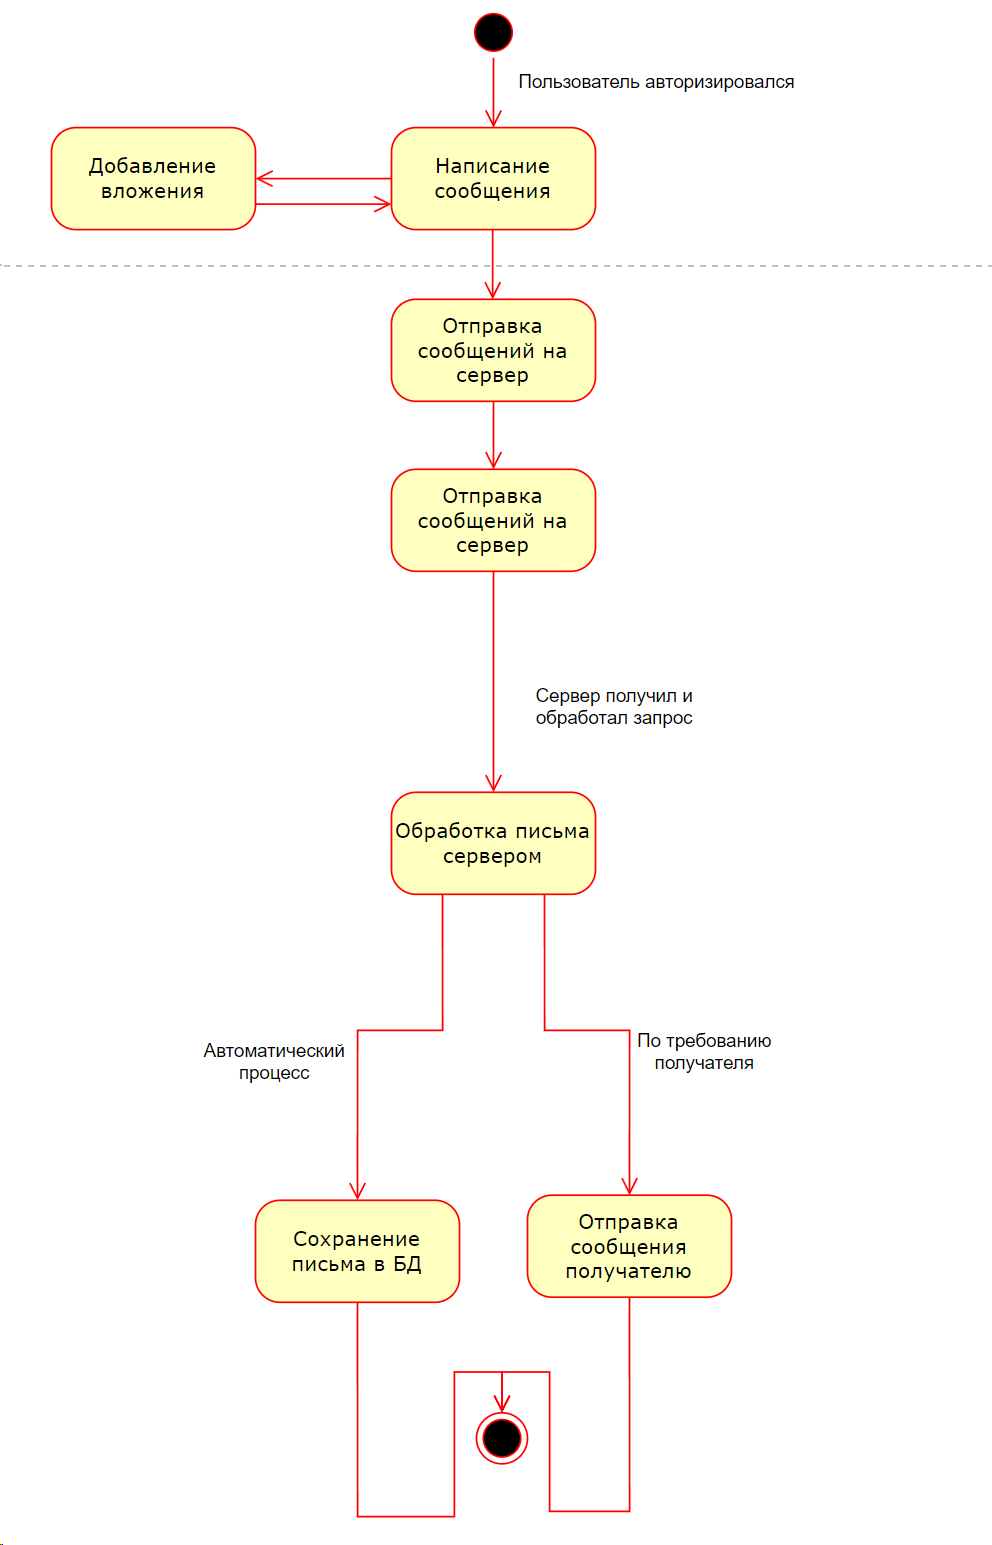 Пользователь авторизировался
Добавление
вложения
Написание
сообщения
Отправка
сообщений на
сервер
Отправка
сообщений на
сервер
Сервер получил и
обработал запрос
Обработка письма
сервером
Автоматический
процесс
По требованию
получателя
Сохранение
письма в БД
Отправка
сообщения
получателю